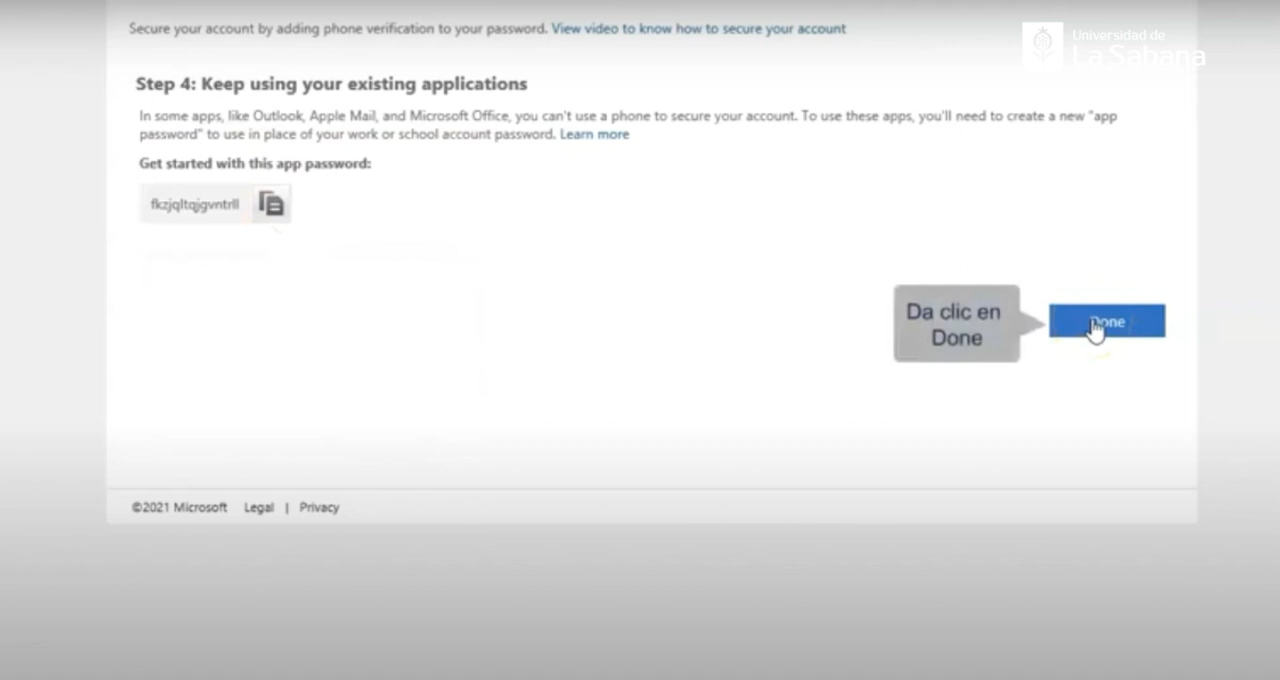 Secure your account by adding phone verification to your password. View video to know how to secure your account
Universidad de
La Sabana
Step 4: Keep using your existing applications
In some apps, like Outlook, Apple Mail, and Microsoft Office, you can't use a phone to secure your account. To use these apps, you'll need to create a new "app
password" to use in place of your work or school account password. Learn more
Get started with this app password:
fkzjqltqjgvntrll
Da clic en
Done
Done
©2021 Microsoft Legal | Privacy